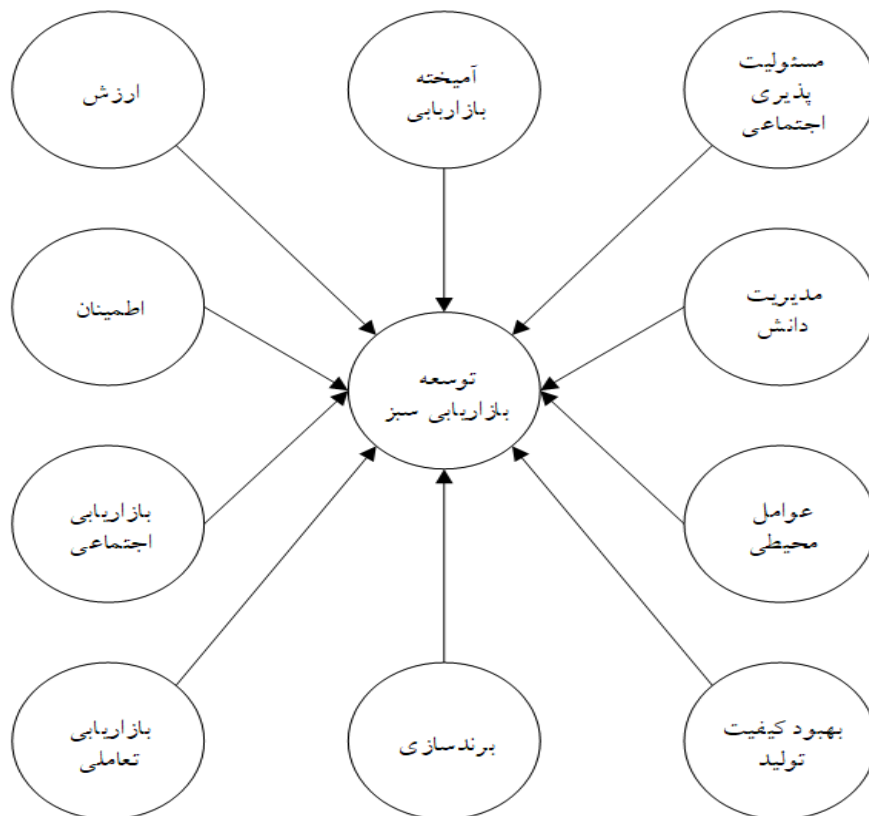 مسئولیت
پذیری
اجتماعی
آمیخته
بازاریابی
ارزش
مدیریت
دانش
اطمینان
توسعه
بازاریابی سبز
عوامل
محیطی
بازاریابی
اجتماعی
بهبود کیفیت
تولید
برندسازی
بازاریابی
تعاملی